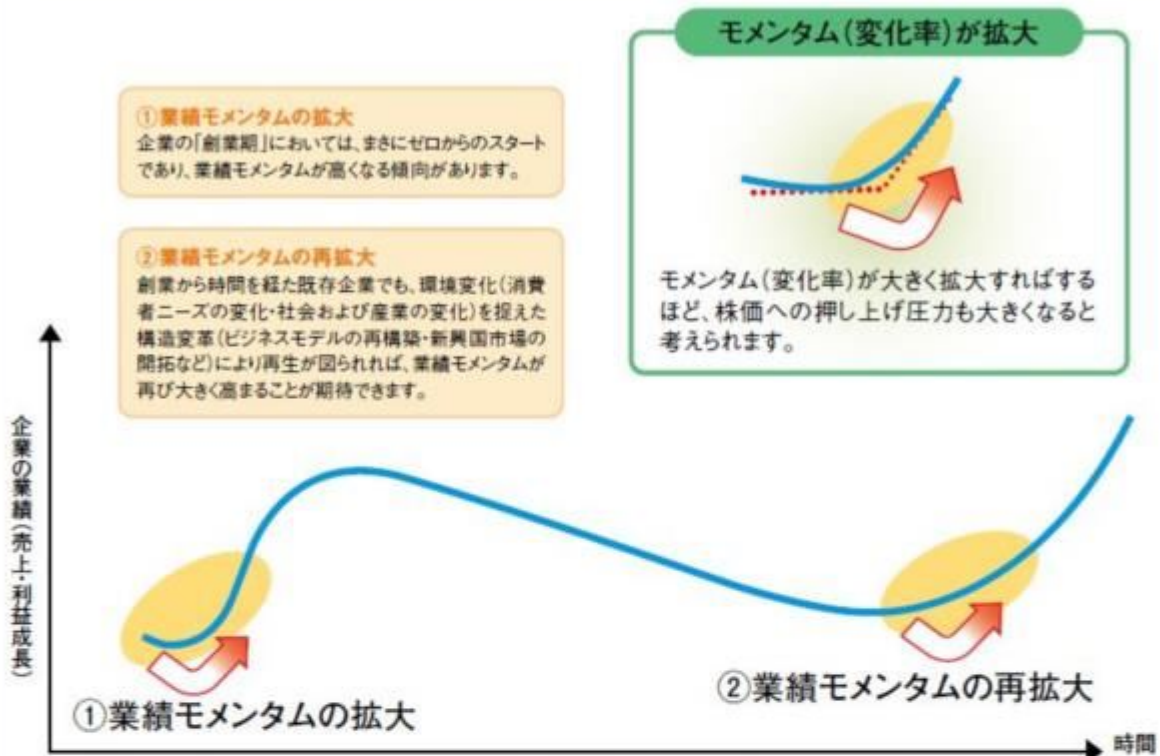 モメンタム(変化率)が拡大
①業績モメンタムの拡大
企業の「創業期」においては、まさにゼロからのスタート
であり、業績モメンタムが高くなる傾向があります。
②業績モメンタムの再拡大
創業から時間を経た既存企業でも、環境変化(消費
者ニーズの変化・社会および産業の変化)を捉えた
構造変革(ビジネスモデルの再構築・新興国市場の
開拓など)により再生が図られれば、業績モメンタムが
再び大きく高まることが期待できます。
モメンタム(変化率)が大きく拡大すればする
ほど、株価への押し上げ圧力も大きくなると
考えられます。
企業の業績(売上・利益成長)
①業績モメンタムの拡大
②業績モメンタムの再拡大
時間